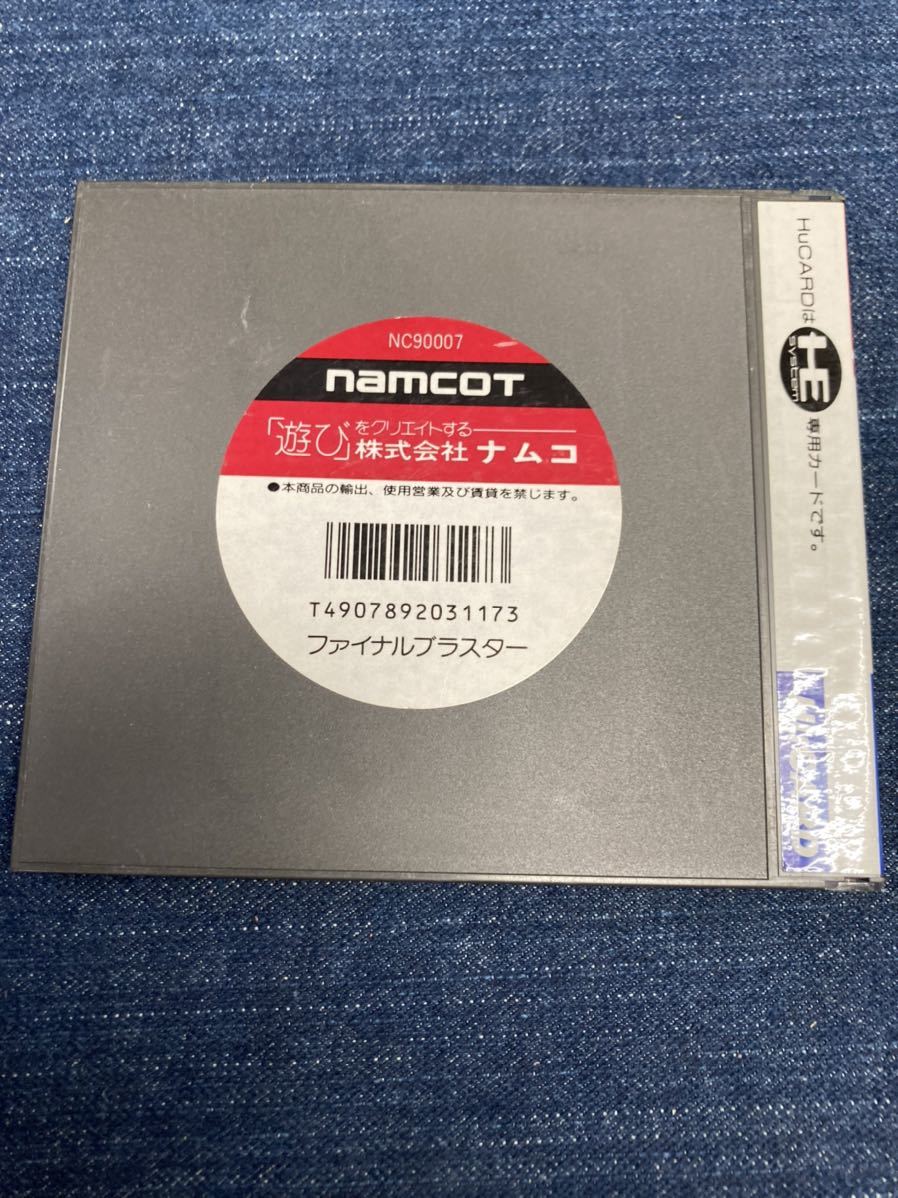 NC90007
namcoT
「遊び」をクリエイトする
株式会社 ナムコ
●本商品の輸出、使用営業及び賃貸を禁じます。
T4907892031173
ファイナルブラスター
HuCARDは HE system 専用カードです。